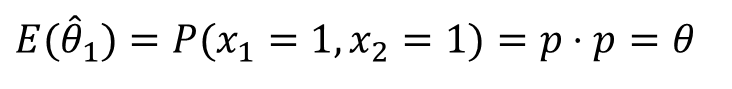 E(θ̂₁) = P(x₁ = 1, x₂ = 1) = p · p = θ